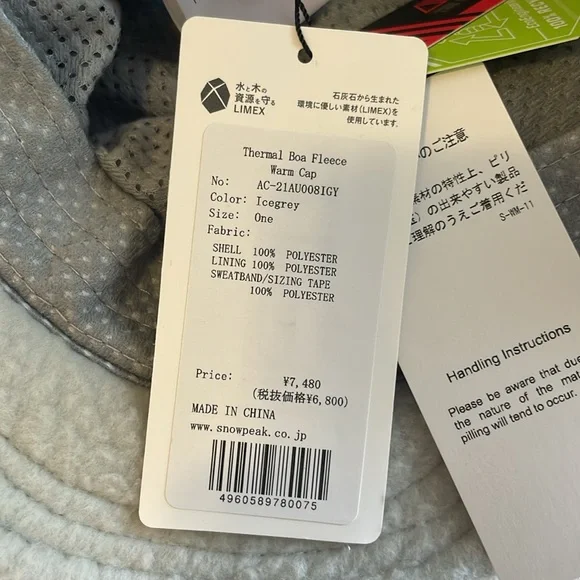 水と木の
資源を守る
LIMEX
石灰石から生まれた
環境に優しい素材(LIMEX)を
使用しています。
Thermal Boa Fleece
Warm Cap
No: AC-21AU008IGY
Color: Icegrey
Size: One
Fabric:
SHELL 100% POLYESTER
LINING 100% POLYESTER
SWEATBAND/SIZING TAPE
100% POLYESTER
Price: ¥7,480
(税抜価格¥6,800)
MADE IN CHINA
www.snowpeak.co.jp
4960589780075
のご注意
素材の特性上、ピリ
の出来やすい製品
理解のうえご着用くだ
S-WM-11
Handling Instructions
Please be aware that due
the nature of the mat
pilling will tend to occur.
100% RECY